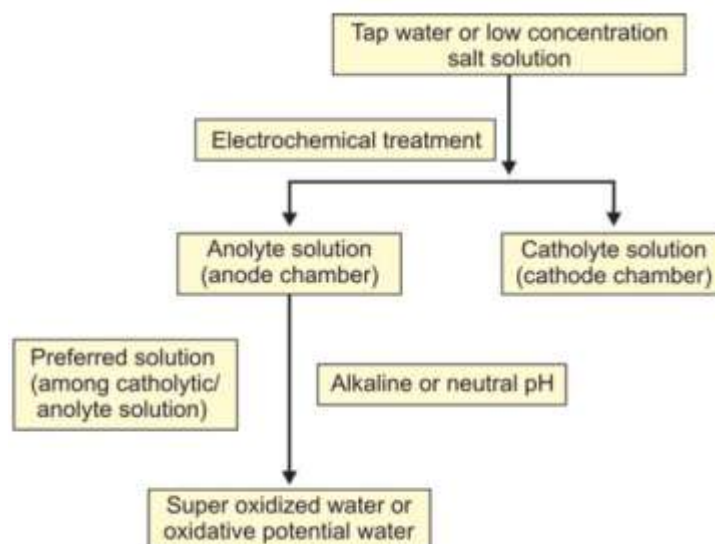 Tap water or low concentration
salt solution
Electrochemical treatment
Anolyte solution
(anode chamber)
Catholyte solution
(cathode chamber)
Preferred solution
(among catholytic/
anolyte solution)
Alkaline or neutral pH
Super oxidized water or
oxidative potential water